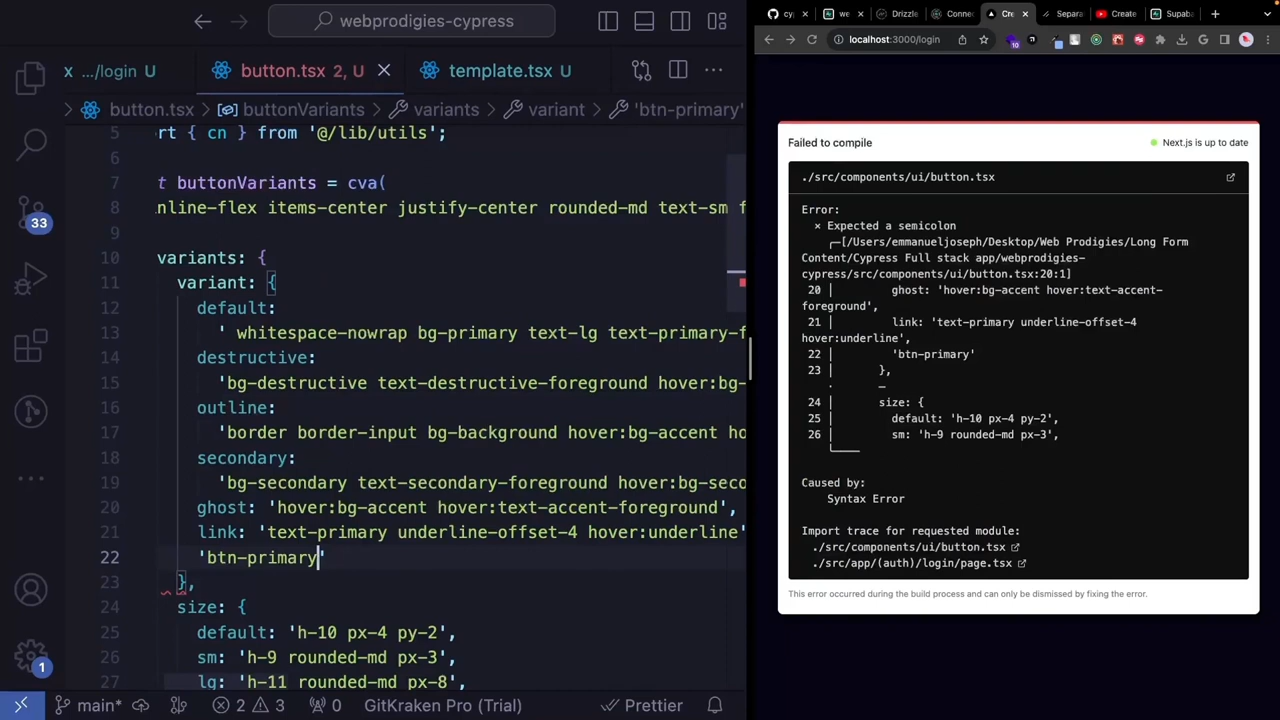 webprodigies-cypress
.../login U
button.tsx 2, U
template.tsx U
button.tsx
buttonVariants
variants
variant
'btn-primary'
5 rt { cn } from '@/lib/utils';
6
7 t buttonVariants = cva(
8 nline-flex items-center justify-center rounded-md text-sm f
9
10 variants: {
11 variant: {
12 default:
13 ' whitespace-nowrap bg-primary text-lg text-primary-f
14 destructive:
15 'bg-destructive text-destructive-foreground hover:bg-
16 outline:
17 'border border-input bg-background hover:bg-accent ho
18 secondary:
19 'bg-secondary text-secondary-foreground hover:bg-seco
20 ghost: 'hover:bg-accent hover:text-accent-foreground',
21 link: 'text-primary underline-offset-4 hover:underline'
22 'btn-primary'
23 },
24 size: {
25 default: 'h-10 px-4 py-2',
26 sm: 'h-9 rounded-md px-3',
27 lg: 'h-11 rounded-md px-8',
33
1
main*
2 3
0
GitKraken Pro (Trial)
Prettier
cy
we
Drizzle
Connec
Cre
Separa
Create
Supab
localhost:3000/login
10
Failed to compile
Next.js is up to date
./src/components/ui/button.tsx
Error:
× Expected a semicolon
╭─[/Users/emmanueljoseph/Desktop/Web Prodigies/Long Form
Content/Cypress Full stack app/webprodigies-
cypress/src/components/ui/button.tsx:20:1]
20 │ ghost: 'hover:bg-accent hover:text-accent-
foreground',
21 │ link: 'text-primary underline-offset-4
hover:underline',
22 │ 'btn-primary'
23 │ },
· ─
24 │ size: {
25 │ default: 'h-10 px-4 py-2',
26 │ sm: 'h-9 rounded-md px-3',
╰────
Caused by:
Syntax Error
Import trace for requested module:
./src/components/ui/button.tsx
./src/app/(auth)/login/page.tsx
This error occurred during the build process and can only be dismissed by fixing the error.